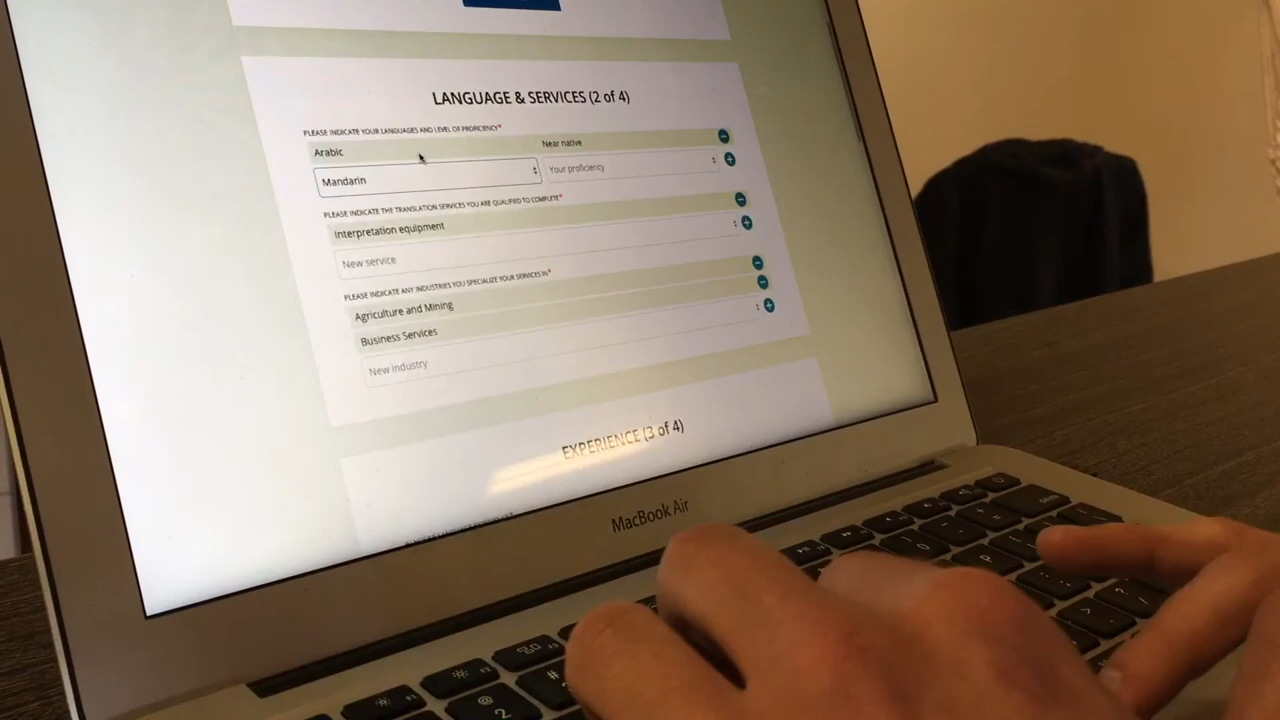 LANGUAGE & SERVICES (2 of 4)
PLEASE INDICATE YOUR LANGUAGES AND LEVEL OF PROFICIENCY*
Arabic Near native
Mandarin Your proficiency
PLEASE INDICATE THE TRANSLATION SERVICES YOU ARE QUALIFIED TO COMPLETE*
Interpretation equipment
New service
PLEASE INDICATE ANY INDUSTRIES YOU SPECIALIZE YOUR SERVICES IN*
Agriculture and Mining
Business Services
New industry
EXPERIENCE (3 of 4)
MacBook Air